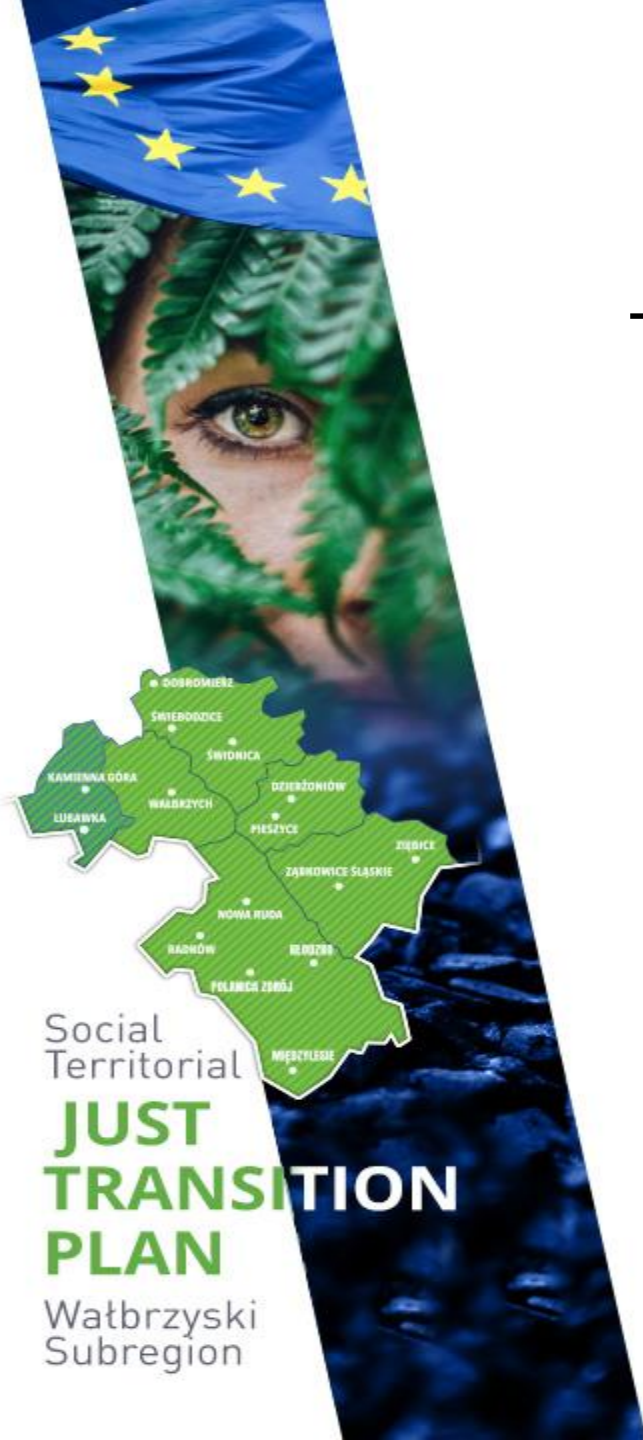 DOBROMIERZ
ŚWIEBODZICE
ŚWIDNICA
KAMIENNA GÓRA
DZIERŻONIÓW
WAŁBRZYCH
LUBAWKA
PIESZYCE
ZIĘBICE
ZĄBKOWICE ŚLĄSKIE
NOWA RUDA
RADKÓW
KŁODZKO
POLANICA ZDRÓJ
MIĘDZYLESIE
Social
Territorial
JUST
TRANSITION
PLAN
Wałbrzyski
Subregion